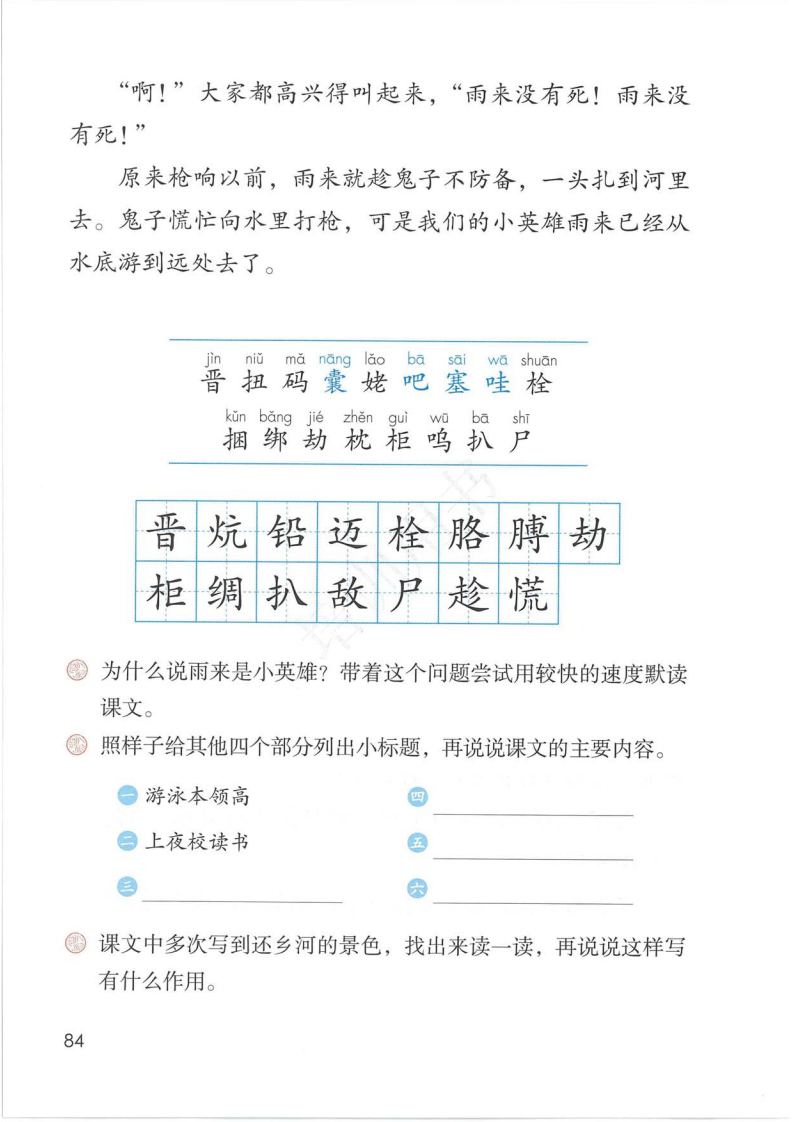 “啊！”大家都高兴得叫起来，“雨来没有死！雨来没
有死！”
原来枪响以前，雨来就趁鬼子不防备，一头扎到河里
去。鬼子慌忙向水里打枪，可是我们的小英雄雨来已经从
水底游到远处去了。
jìn niǔ mǎ nāng lǎo bā sāi wā shuān
晋 扭 码 囊 姥 吧 塞 哇 栓
kǔn bǎng jié zhěn guì wū bā shī
捆 绑 劫 枕 柜 呜 扒 尸
晋 炕 铅 迈 栓 胳 膊 劫
柜 绸 扒 敌 尸 趁 慌
为什么说雨来是小英雄？带着这个问题尝试用较快的速度默读
课文。
照样子给其他四个部分列出小标题，再说说课文的主要内容。
一 游泳本领高 四
二 上夜校读书 五
三 六
课文中多次写到还乡河的景色，找出来读一读，再说说这样写
有什么作用。
84